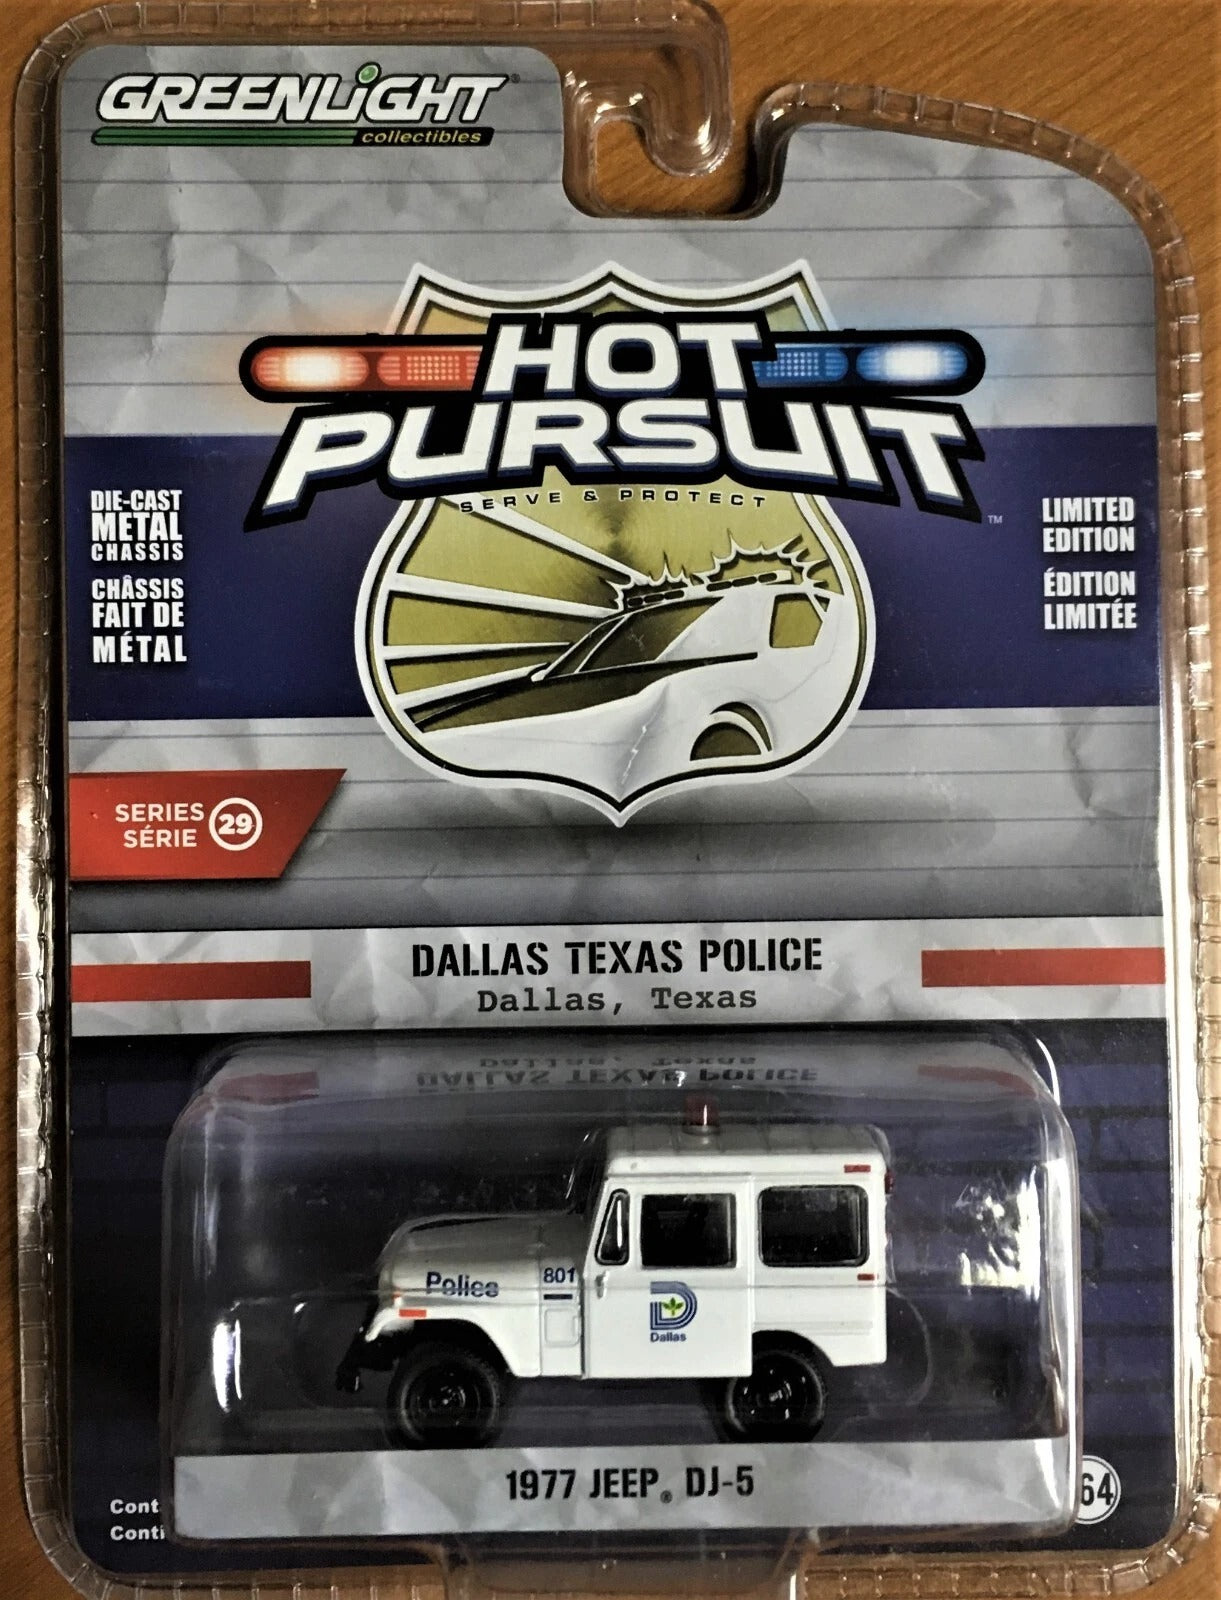 GREENLiGHT®
collectibles
HOT
PURSUIT™
SERVE & PROTECT
DIE-CAST
METAL
CHASSIS
CHÂSSIS
FAIT DE
MÉTAL
LIMITED
EDITION
ÉDITION
LIMITÉE
SERIES
SÉRIE
29
DALLAS TEXAS POLICE
Dallas, Texas
Police
801
D
Dallas
1977 JEEP® DJ-5
64